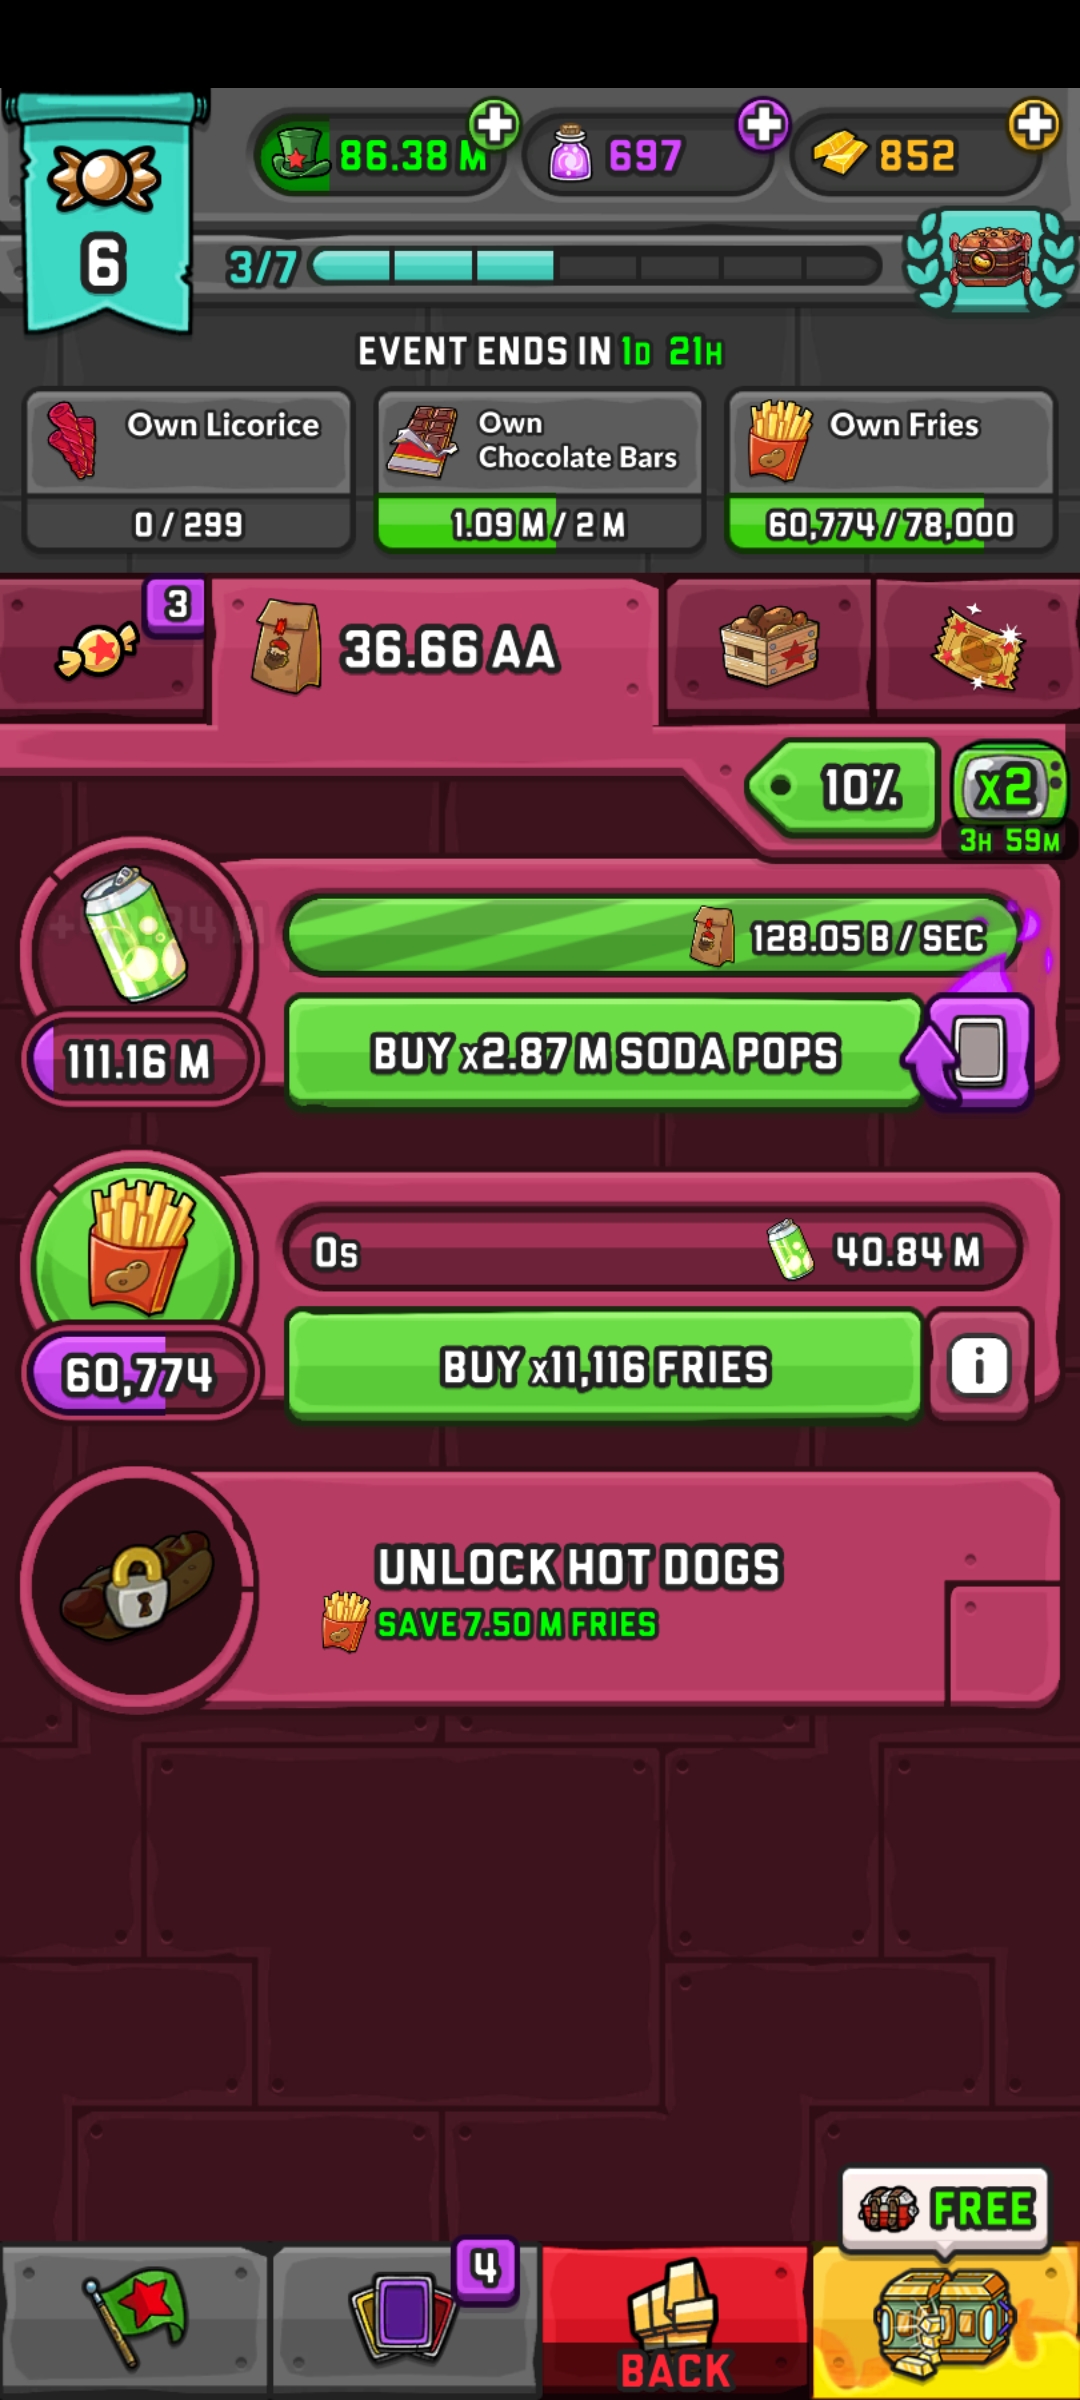 86.38 M
697
852
6
3/7
EVENT ENDS IN 1D 21H
Own Licorice
0 / 299
Own
Chocolate Bars
1.09 M / 2 M
Own Fries
60,774 / 78,000
3
36.66 AA
10%
x2
3H 59M
128.05 B / SEC
111.16 M
BUY x2.87 M SODA POPS
0s
40.84 M
60,774
BUY x11,116 FRIES
i
UNLOCK HOT DOGS
SAVE 7.50 M FRIES
FREE
4
BACK